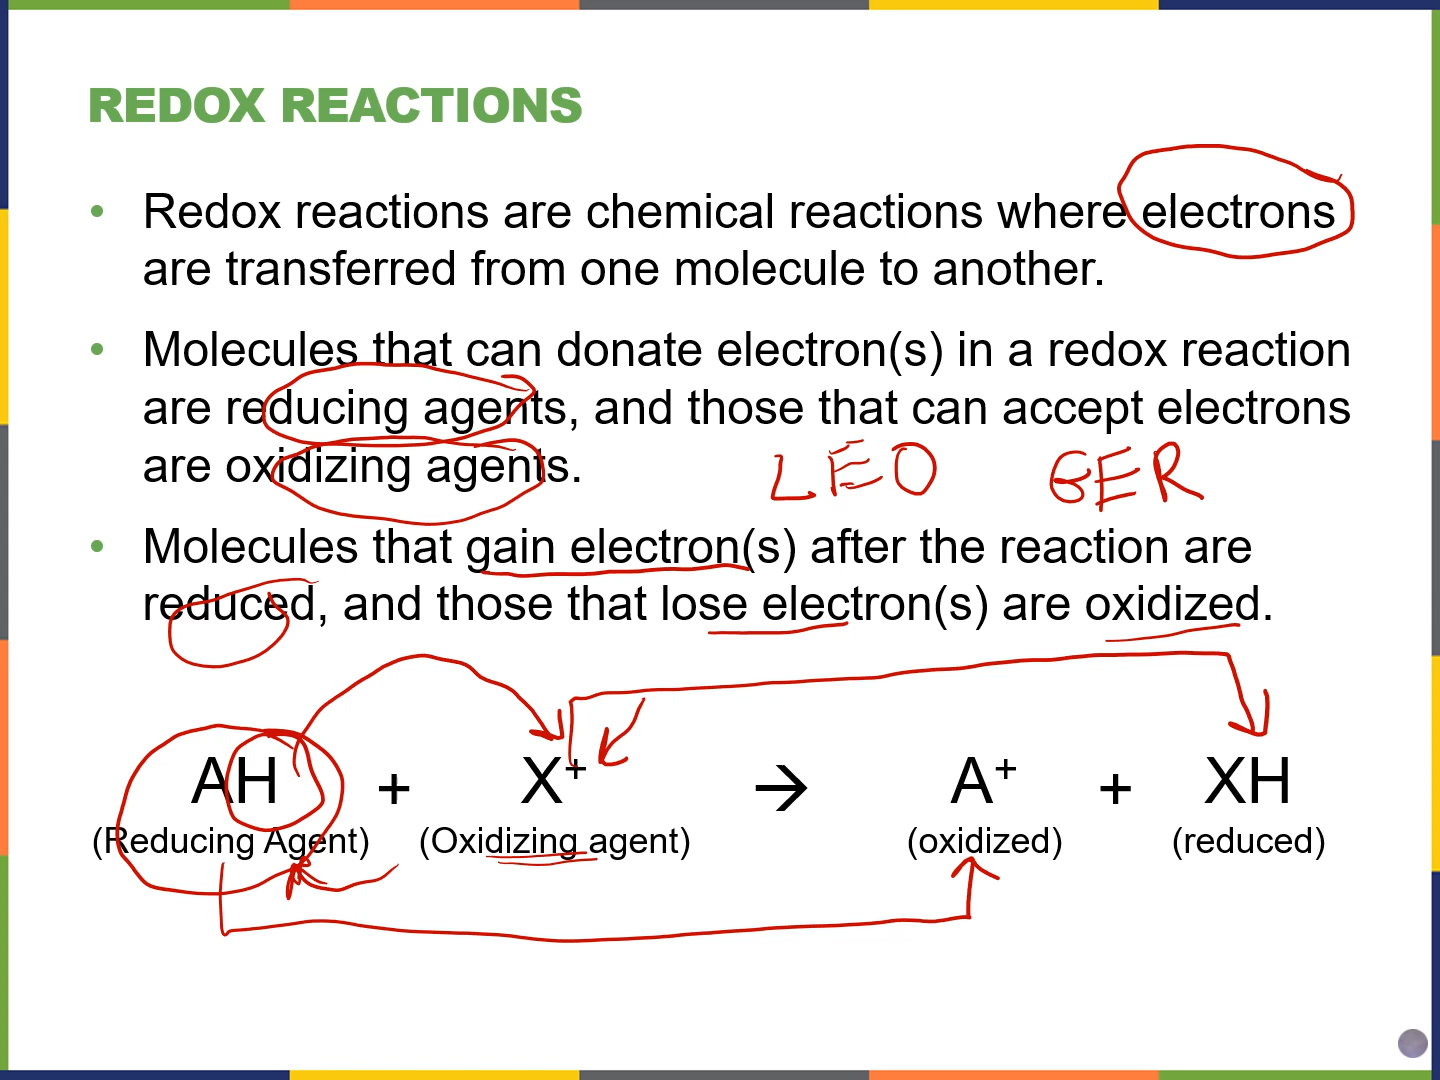 REDOX REACTIONS
• Redox reactions are chemical reactions where electrons
are transferred from one molecule to another.
• Molecules that can donate electron(s) in a redox reaction
are reducing agents, and those that can accept electrons
are oxidizing agents.
LEO GER
• Molecules that gain electron(s) after the reaction are
reduced, and those that lose electron(s) are oxidized.
AH + X⁺ → A⁺ + XH
(Reducing Agent) (Oxidizing agent) (oxidized) (reduced)